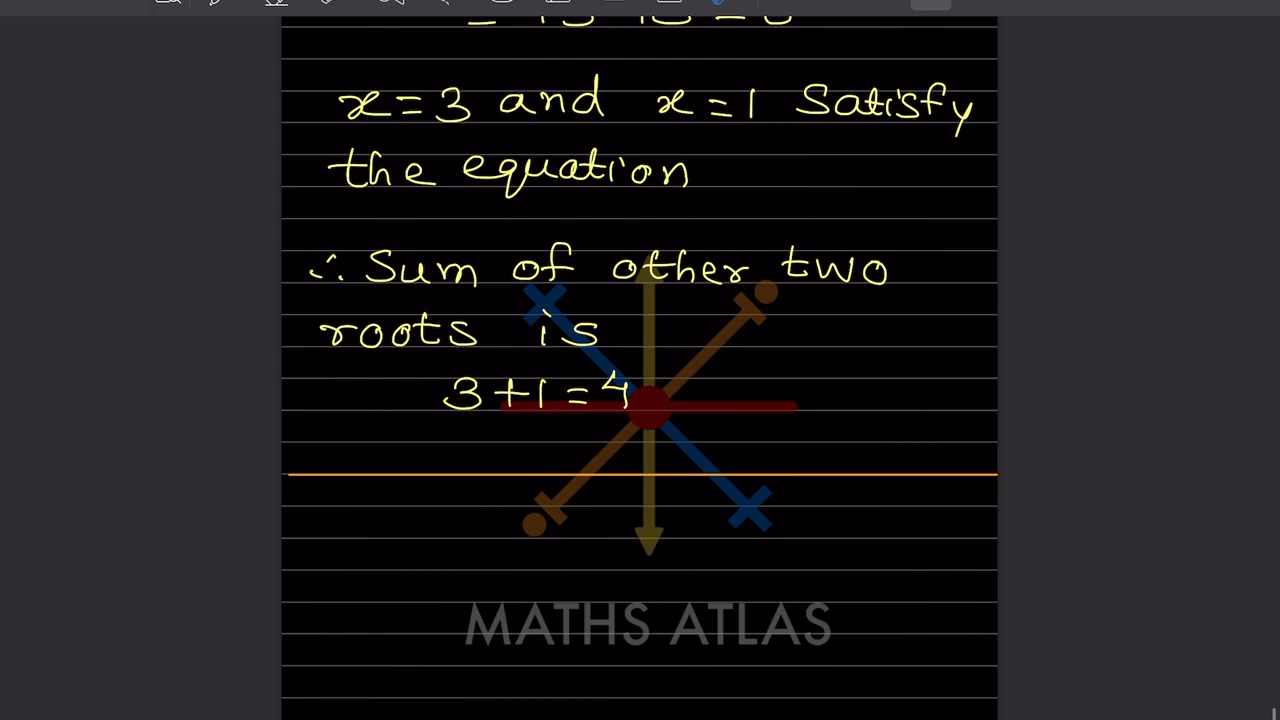 x = 3 and x = 1 Satisfy
the equation
∴ Sum of other two
roots is
3 + 1 = 4
MATHS ATLAS